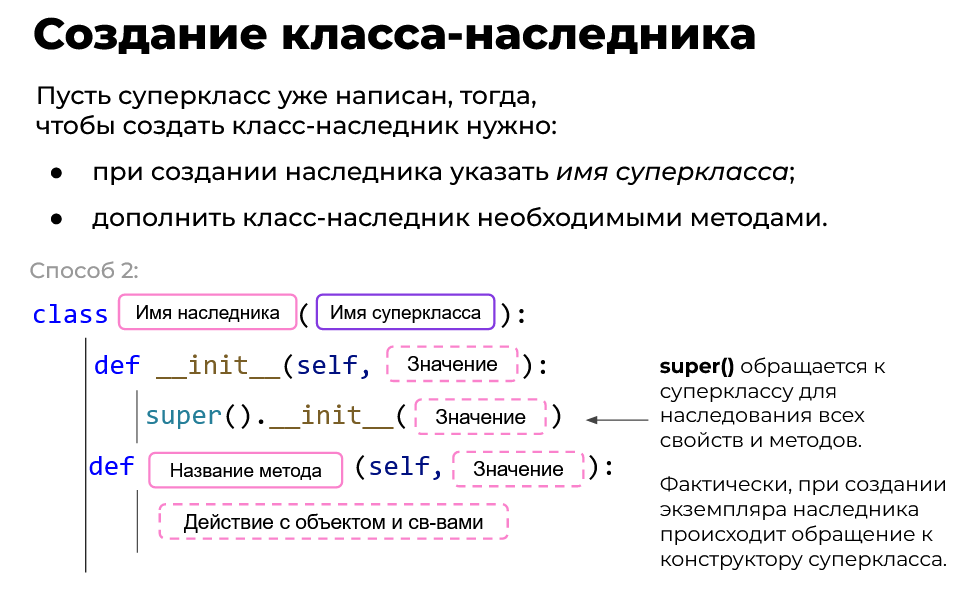 Создание класса-наследника
Пусть суперкласс уже написан, тогда,
чтобы создать класс-наследник нужно:
● при создании наследника указать имя суперкласса;
● дополнить класс-наследник необходимыми методами.
Способ 2:
class Имя наследника (Имя суперкласса):
def __init__(self, Значение):
super().__init__( Значение )
def Название метода (self, Значение ):
Действие с объектом и св-вами
super() обращается к
суперклассу для
наследования всех
свойств и методов.
Фактически, при создании
экземпляра наследника
происходит обращение к
конструктору суперкласса.